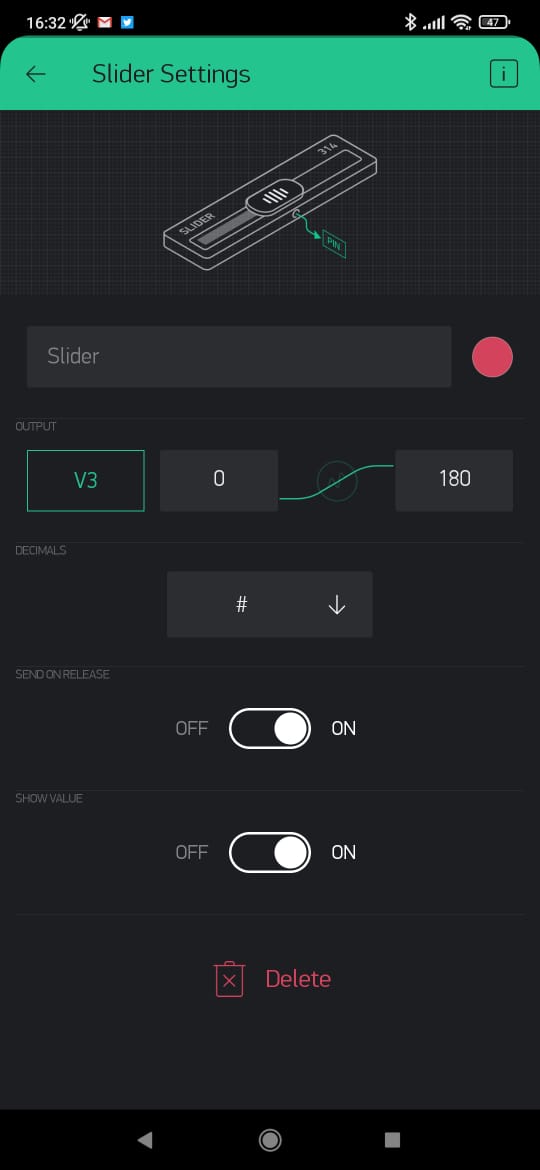 16:32
47
Slider Settings
i
SLIDER
314
PIN
Slider
OUTPUT
V3
0
180
DECIMALS
#
SEND ON RELEASE
OFF
ON
SHOW VALUE
OFF
ON
Delete